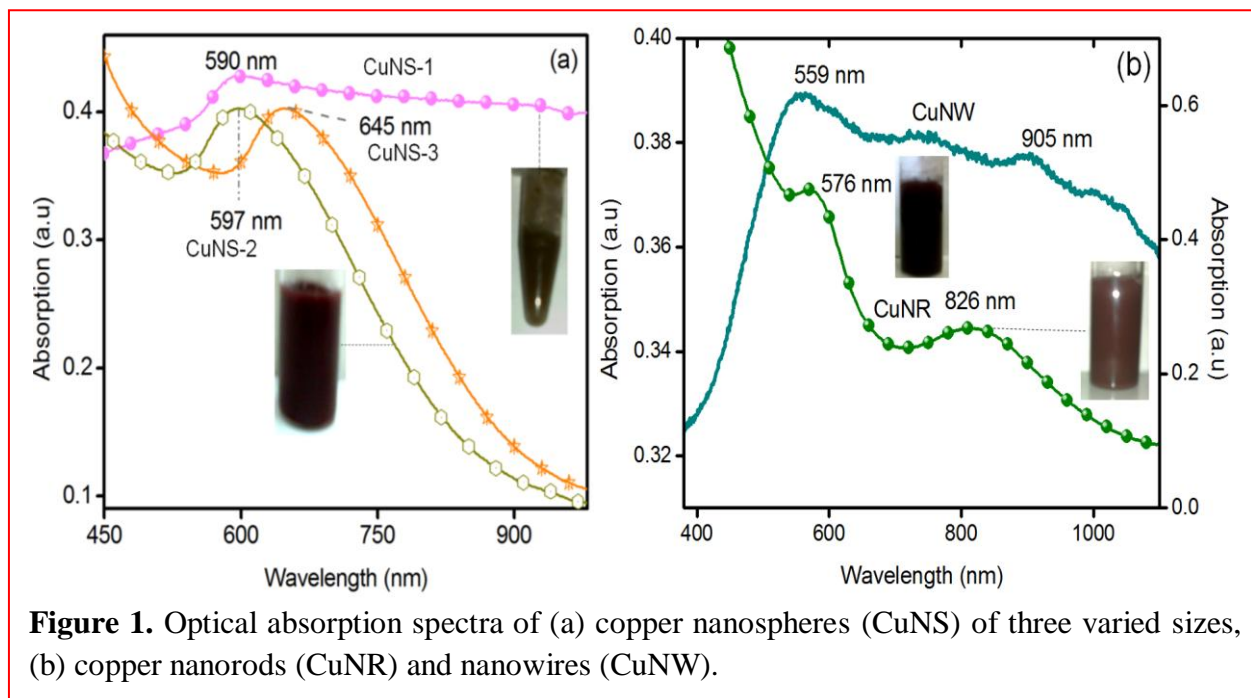 (a)
590 nm
CuNS-1
645 nm
CuNS-3
597 nm
CuNS-2
0.4
0.3
0.2
0.1
Absorption (a.u)
450 600 750 900
Wavelength (nm)
(b)
559 nm
CuNW
905 nm
576 nm
CuNR
826 nm
0.40
0.38
0.36
0.34
0.32
Absorption (a.u)
0.6
0.4
0.2
0.0
Absorption (a.u)
400 600 800 1000
Wavelength (nm)
Figure 1. Optical absorption spectra of (a) copper nanospheres (CuNS) of three varied sizes,
(b) copper nanorods (CuNR) and nanowires (CuNW).